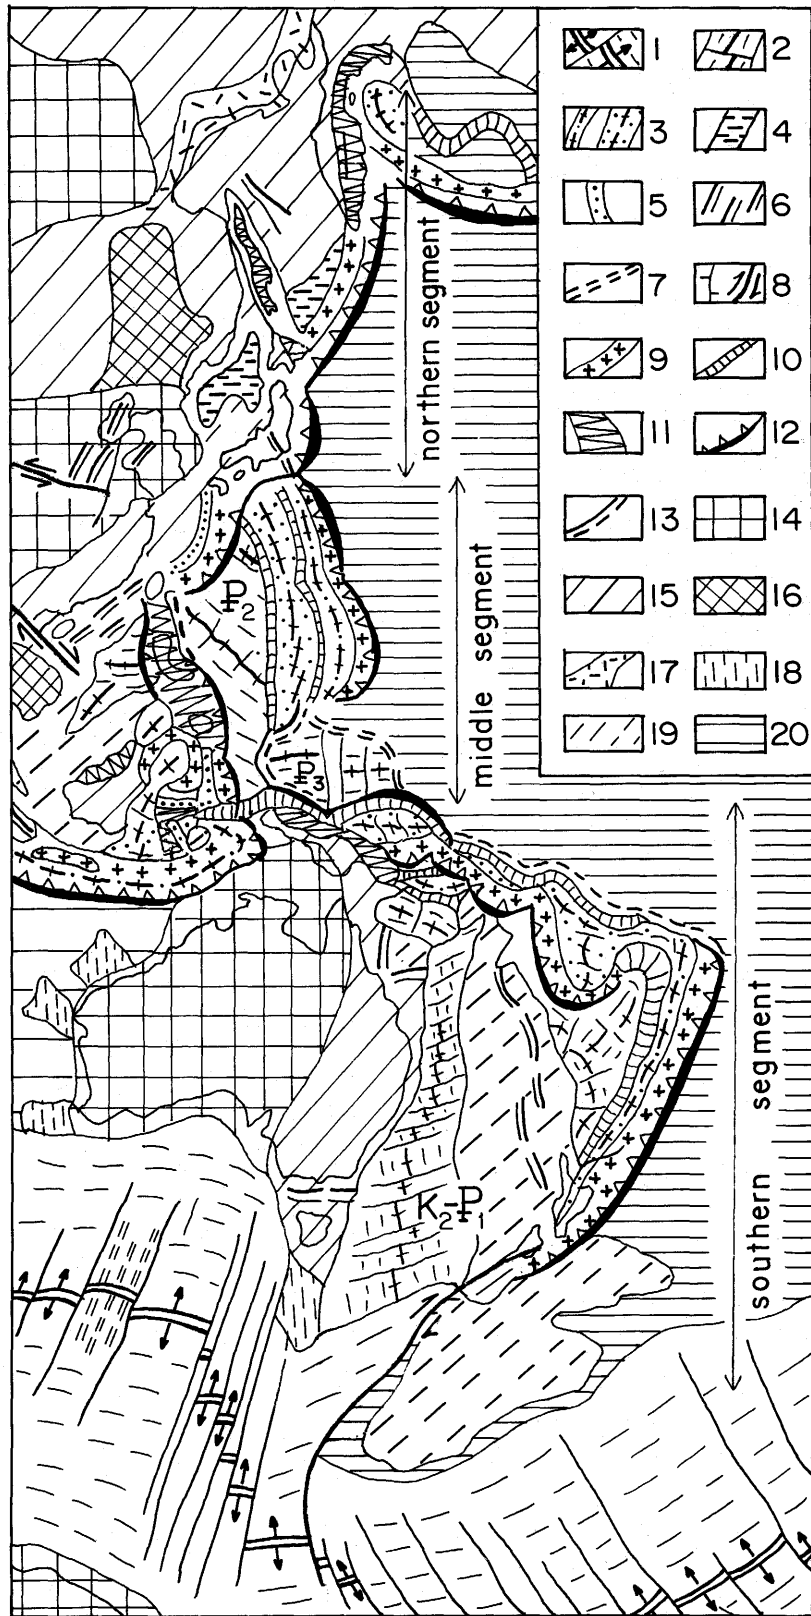 1 2
3 4
5 6
7 8
9 10
11 12
13 14
15 16
17 18
19 20
northern segment
middle segment
southern segment
P₂
P₃
K₂-P₁